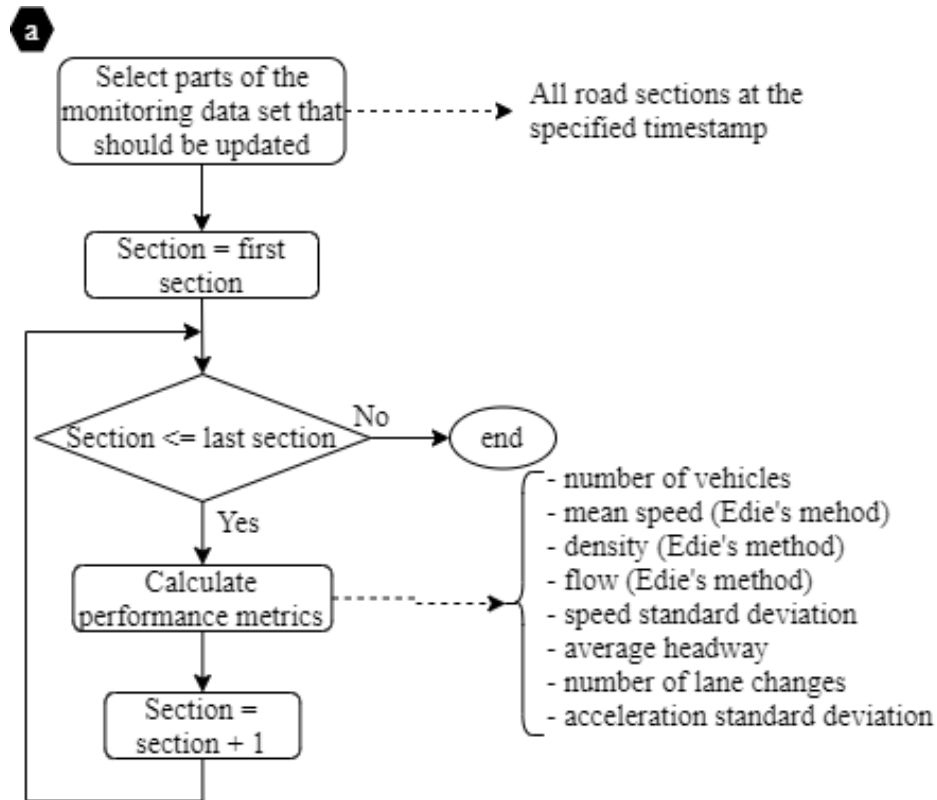 a
Select parts of the
monitoring data set that
should be updated
All road sections at the
specified timestamp
Section = first
section
Section <= last section
No
end
Yes
Calculate
performance metrics
- number of vehicles
- mean speed (Edie's mehod)
- density (Edie's method)
- flow (Edie's method)
- speed standard deviation
- average headway
- number of lane changes
- acceleration standard deviation
Section =
section + 1